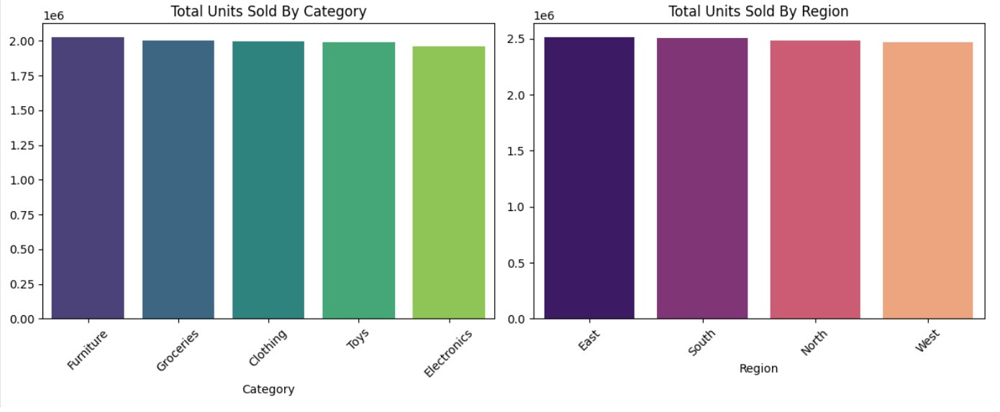 Total Units Sold By Category
1e6
2.00
1.75
1.50
1.25
1.00
0.75
0.50
0.25
0.00
Furniture
Groceries
Clothing
Toys
Electronics
Category
Total Units Sold By Region
1e6
2.5
2.0
1.5
1.0
0.5
0.0
East
South
North
West
Region